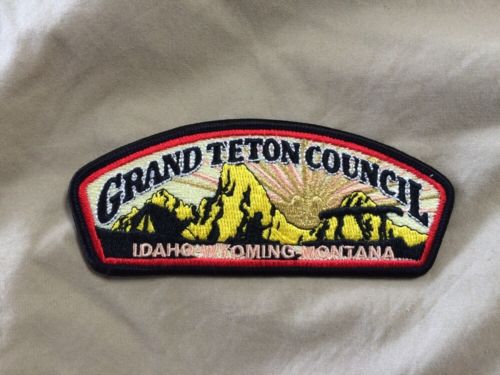 GRAND TETON COUNCIL
IDAHO-WYOMING-MONTANA